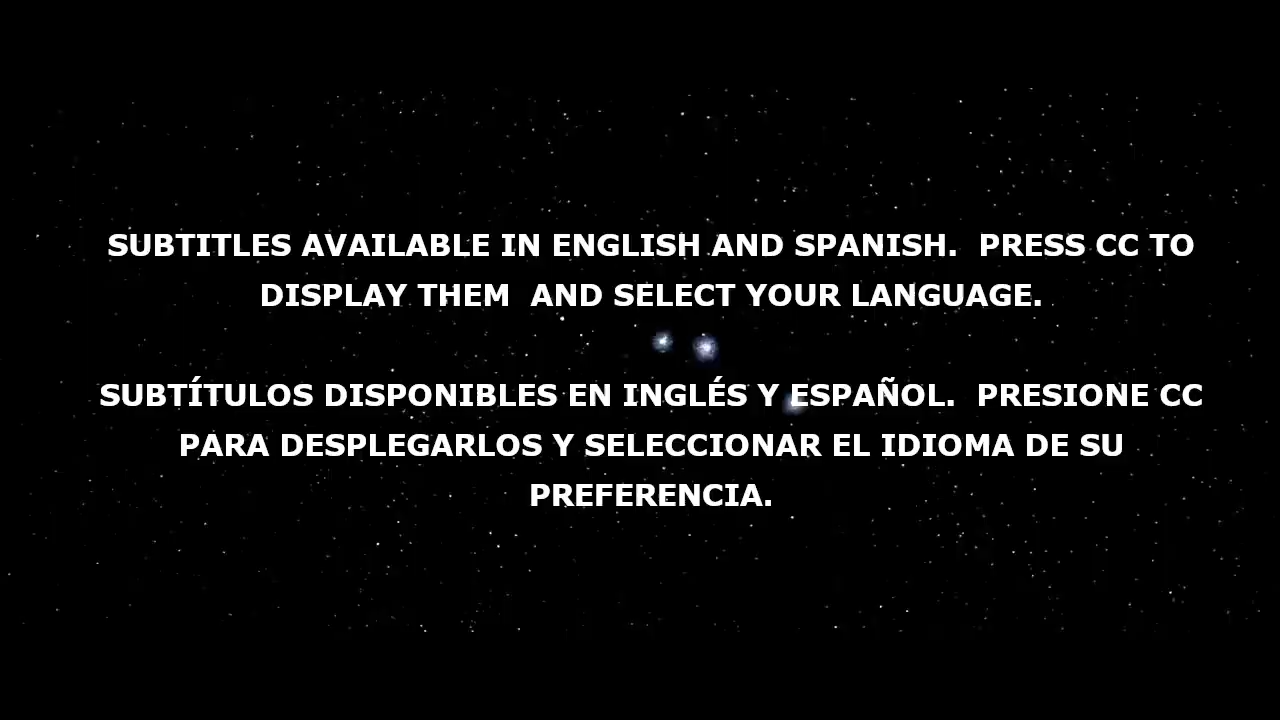 SUBTITLES AVAILABLE IN ENGLISH AND SPANISH.  PRESS CC TO
DISPLAY THEM  AND SELECT YOUR LANGUAGE.
SUBTÍTULOS DISPONIBLES EN INGLÉS Y ESPAÑOL.  PRESIONE CC
PARA DESPLEGARLOS Y SELECCIONAR EL IDIOMA DE SU
PREFERENCIA.